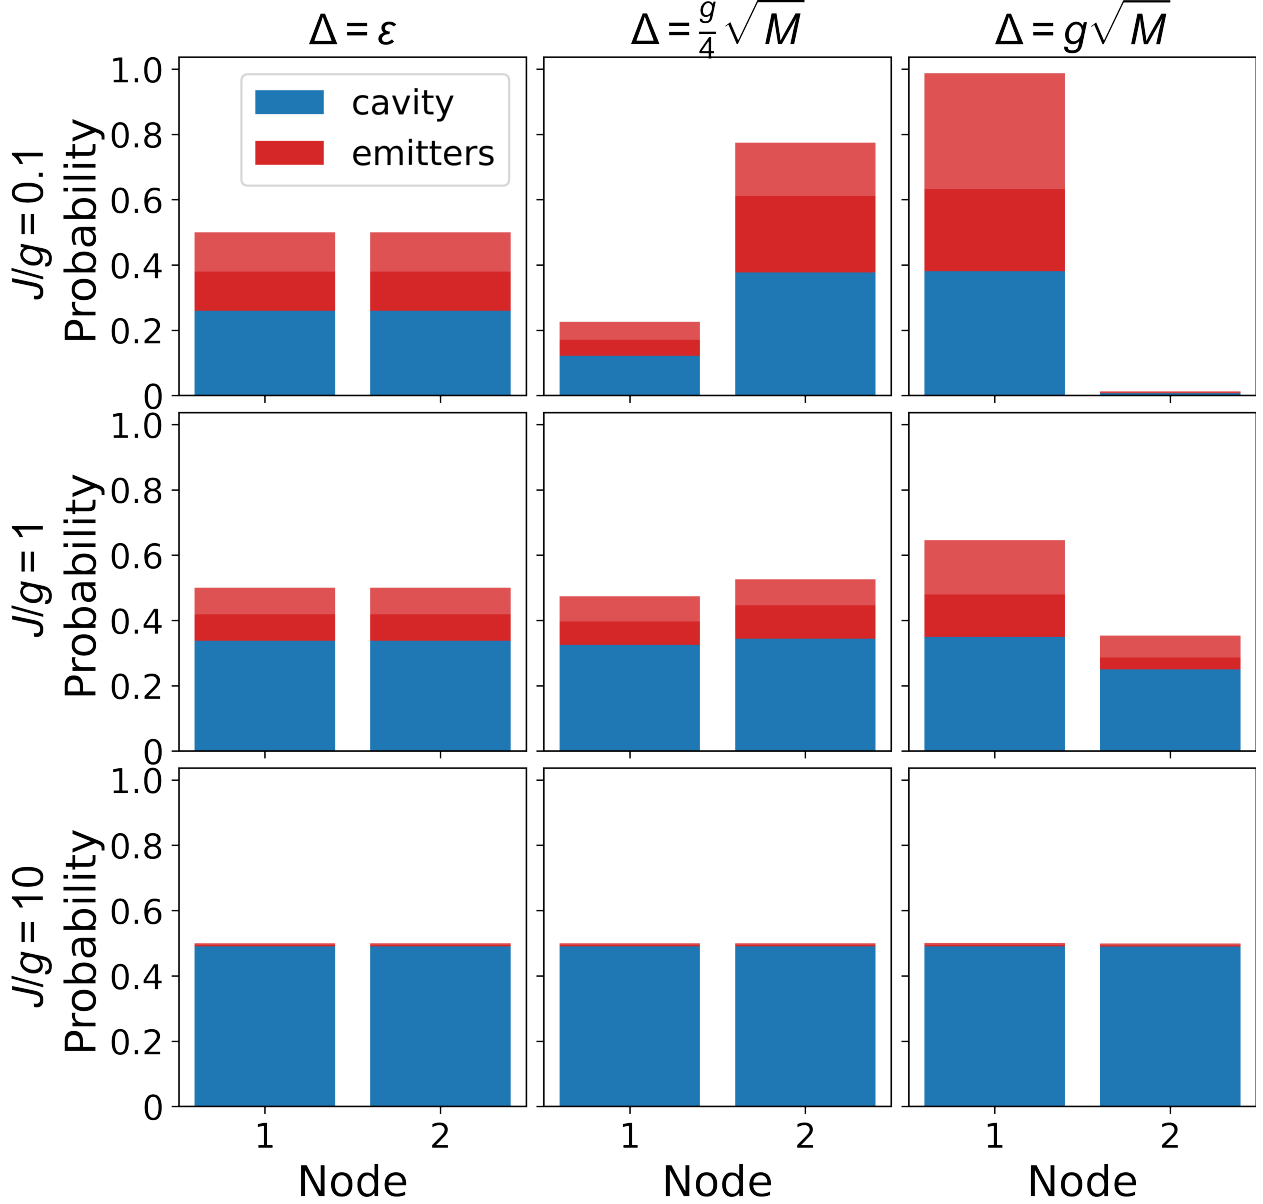 Δ = ε
Δ = g/4 √M
Δ = g√M
J/g = 0.1
Probability
1.0
0.8
0.6
0.4
0.2
0
cavity
emitters
J/g = 1
Probability
1.0
0.8
0.6
0.4
0.2
0
J/g = 10
Probability
1.0
0.8
0.6
0.4
0.2
0
1 2 1 2 1 2
Node Node Node